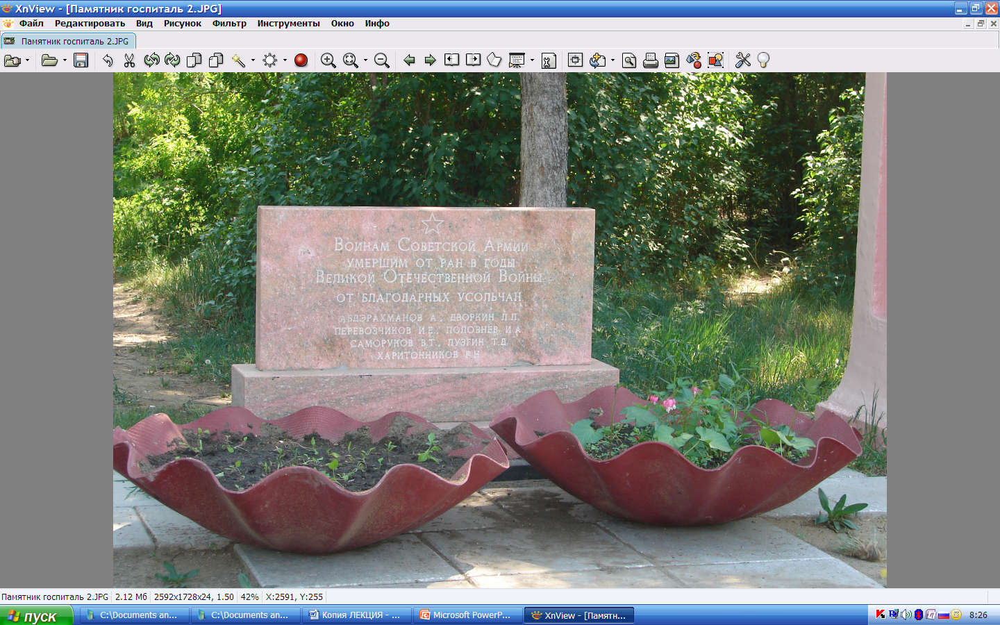 XnView - [Памятник госпиталь 2.JPG]
Файл Редактировать Вид Рисунок Фильтр Инструменты Окно Инфо
Памятник госпиталь 2.JPG
Воинам Советской Армии
умершим от ран в годы
Великой Отечественной Войны
от благодарных усольчан.
АБДЭРАХМАНОВ А., ДВОРКИН Л.Л.
ПЕРЕВОЗЧИКОВ И.Е., ПОЛОВНЕВ И.А.
САМОРУКОВ В.Т., ПУЗГИН Т.Д.
ХАРИТОННИКОВ В.Н.
Памятник госпиталь 2.JPG 2.12 Мб 2592x1728x24, 1.50 42% X:2591, Y:255
пуск C:\Documents an... C:\Documents an... Копия ЛЕКЦИЯ - ... Microsoft PowerP... XnView - [Памятн... 8:26